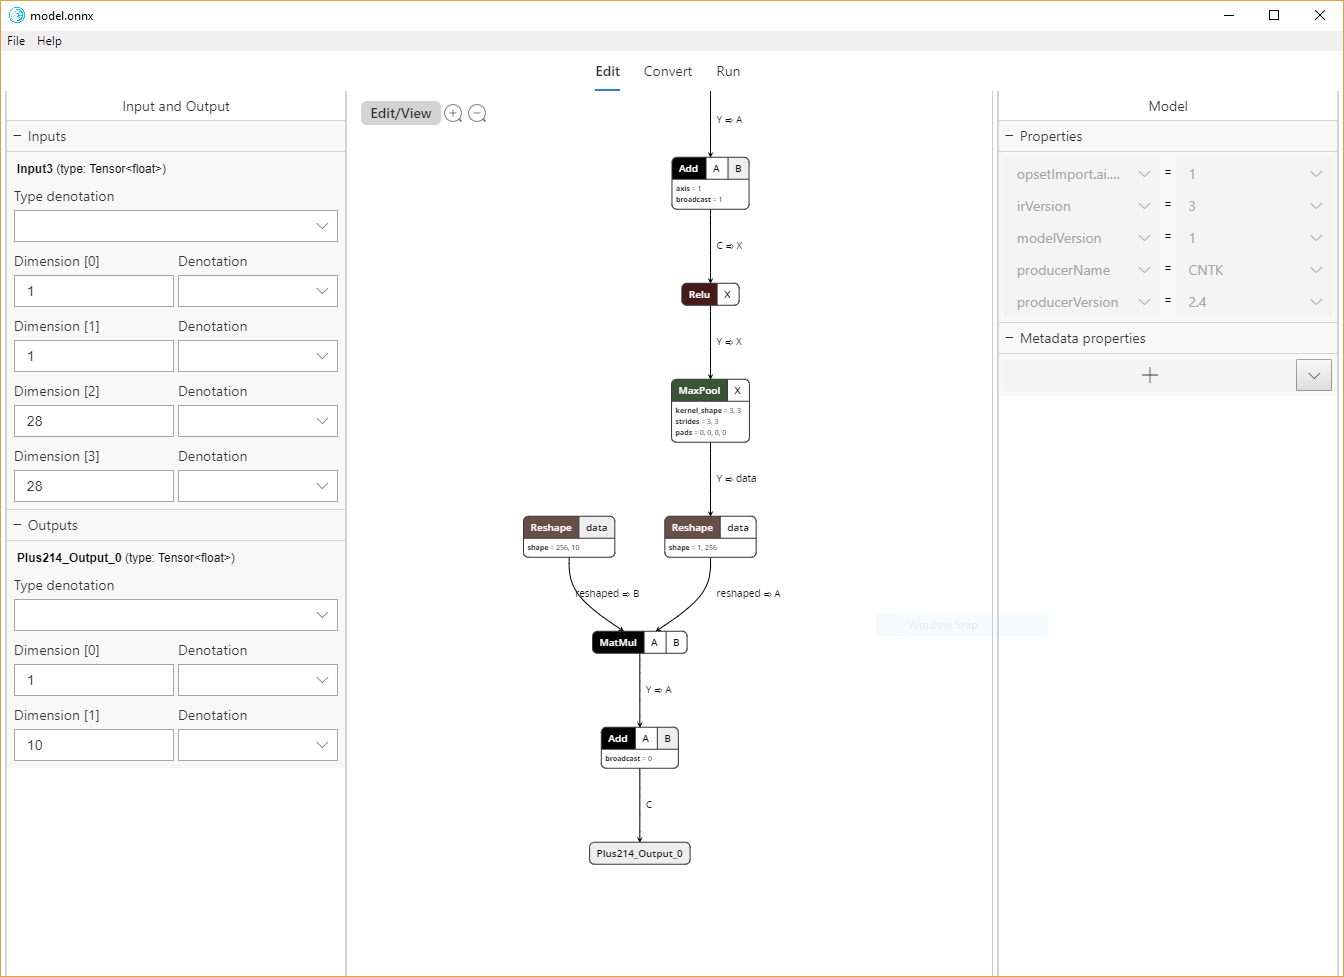 model.onnx
File Help
Edit Convert Run
Input and Output
Inputs
Input3 (type: Tensor<float>)
Type denotation
Dimension [0] Denotation
1
Dimension [1] Denotation
1
Dimension [2] Denotation
28
Dimension [3] Denotation
28
Outputs
Plus214_Output_0 (type: Tensor<float>)
Type denotation
Dimension [0] Denotation
1
Dimension [1] Denotation
10
Edit/View
Y ⇨ A
Add A B
axis = 1
broadcast = 1
C ⇨ X
Relu X
Y ⇨ X
MaxPool X
kernel_shape = 3, 3
strides = 3, 3
pads = 0, 0, 0, 0
Y ⇨ data
Reshape data
shape = 256, 10
Reshape data
shape = 1, 256
reshaped ⇨ B
reshaped ⇨ A
MatMul A B
Y ⇨ A
Add A B
broadcast = 0
C
Plus214_Output_0
Window Snip
Model
Properties
opsetImport.ai.... = 1
irVersion = 3
modelVersion = 1
producerName = CNTK
producerVersion = 2.4
Metadata properties